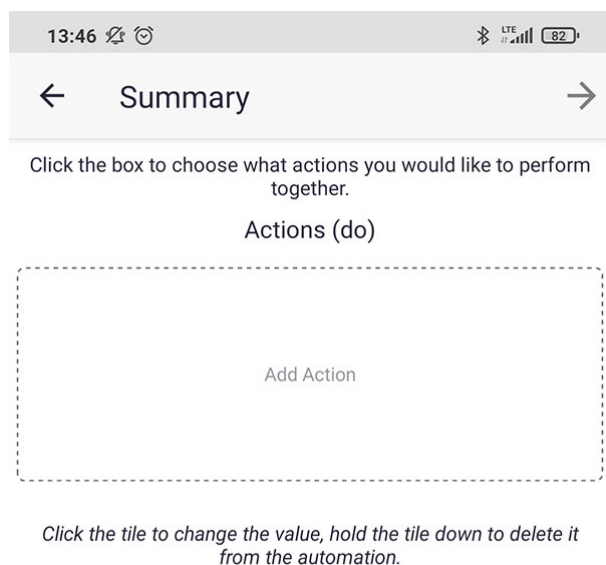 13:46 LTE 82
Summary
Click the box to choose what actions you would like to perform
together.
Actions (do)
Add Action
Click the tile to change the value, hold the tile down to delete it
from the automation.